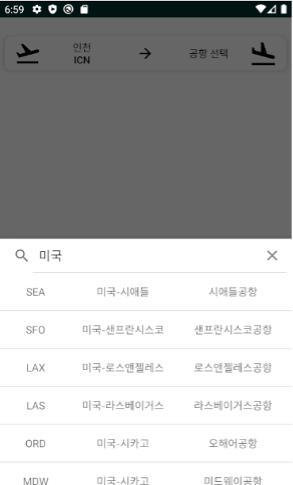 6:59
인천
ICN
공항 선택
미국
SEA 미국-시애틀 시애틀공항
SFO 미국-샌프란시스코 샌프란시스코공항
LAX 미국-로스앤젤레스 로스앤젤레스공항
LAS 미국-라스베이거스 라스베이거스공항
ORD 미국-시카고 오헤어공항
MDW 미국-시카고 미드웨이공항